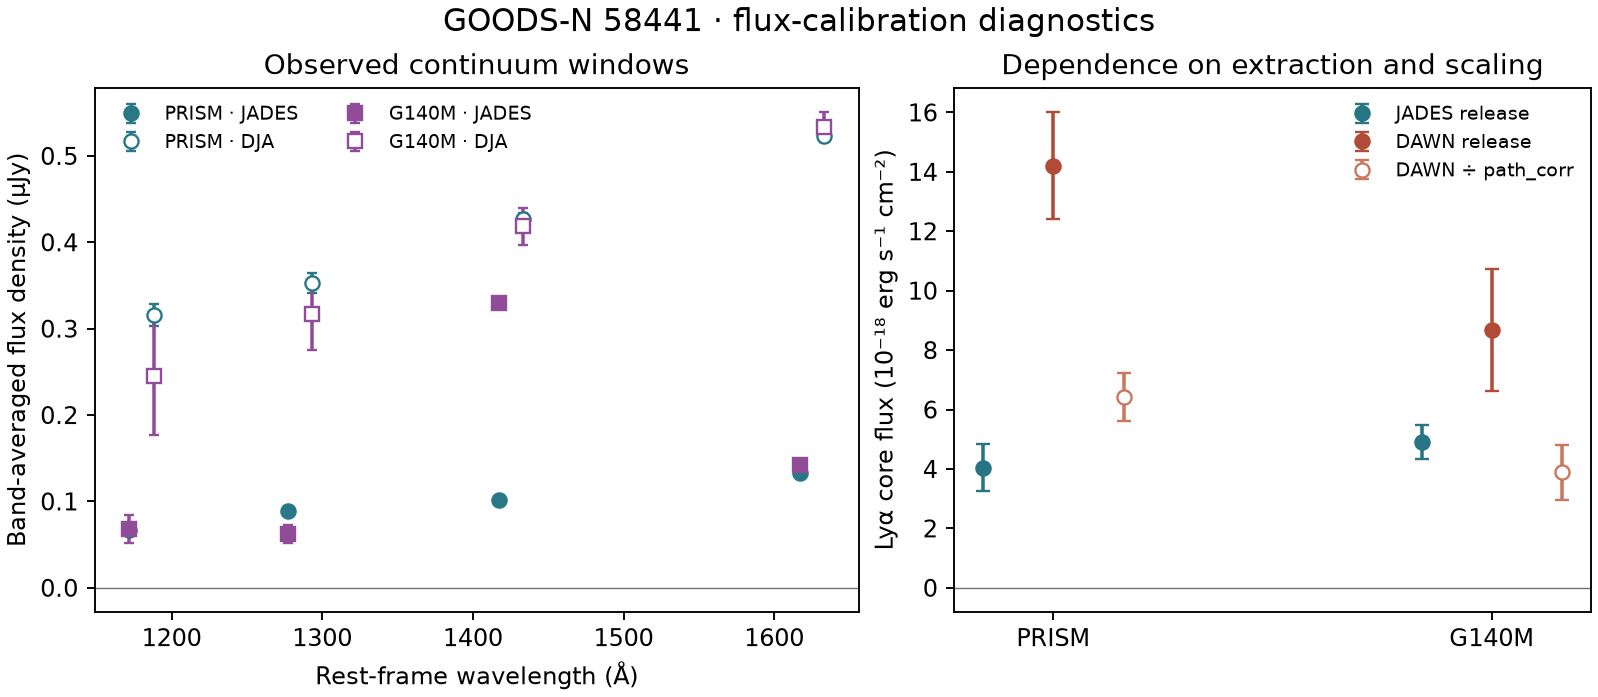 GOODS-N 58441 · flux-calibration diagnostics
Observed continuum windows
PRISM · JADES
PRISM · DJA
G140M · JADES
G140M · DJA
Band-averaged flux density (μJy)
0.5
0.4
0.3
0.2
0.1
0.0
1200
1300
1400
1500
1600
Rest-frame wavelength (Å)
Dependence on extraction and scaling
JADES release
DAWN release
DAWN ÷ path_corr
Lyα core flux (10⁻¹⁸ erg s⁻¹ cm⁻²)
16
14
12
10
8
6
4
2
0
PRISM
G140M